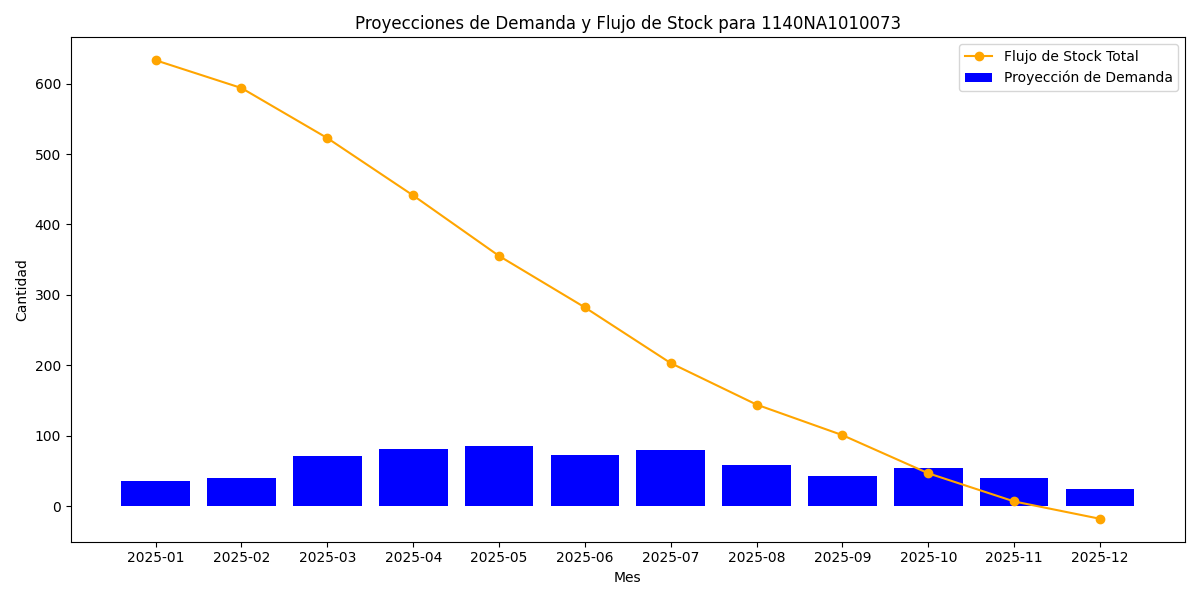 Proyecciones de Demanda y Flujo de Stock para 1140NA1010073
Flujo de Stock Total
Proyección de Demanda
Cantidad
600
500
400
300
200
100
0
2025-01 2025-02 2025-03 2025-04 2025-05 2025-06 2025-07 2025-08 2025-09 2025-10 2025-11 2025-12
Mes